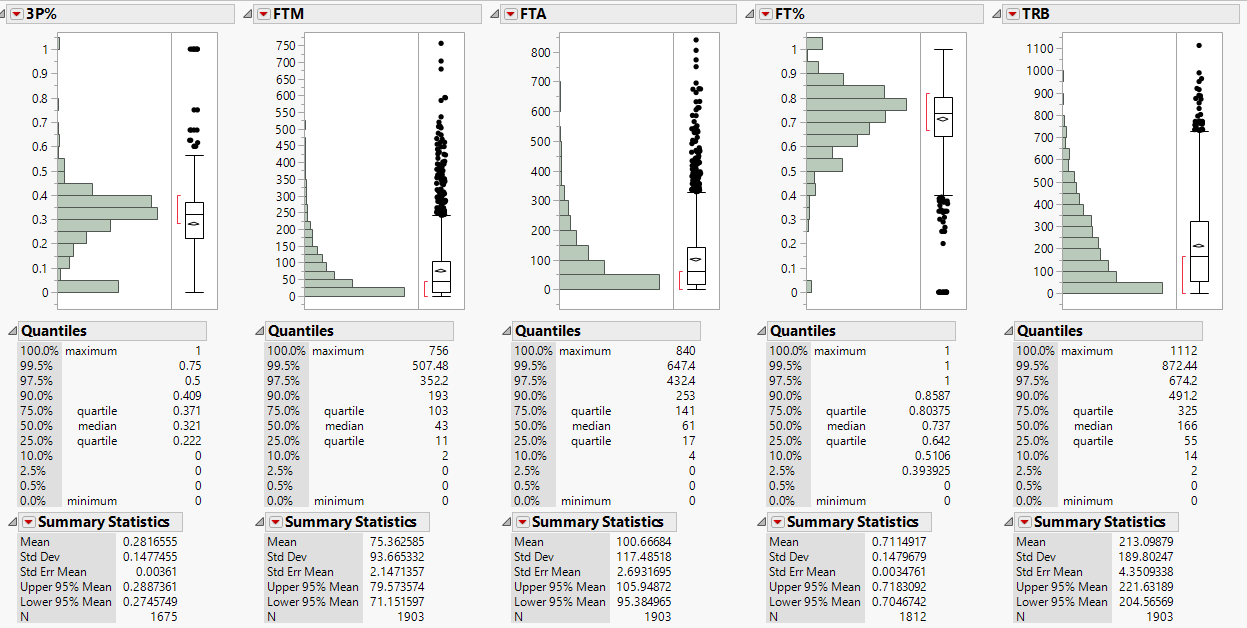 3P% FTM FTA FT% TRB
1 750 800 1 1100
0.9 700 700 0.9 1000
0.8 650 600 0.8 900
0.7 600 500 0.7 800
0.6 550 400 0.6 700
0.5 500 300 0.5 600
0.4 450 200 0.4 500
0.3 400 100 0.3 400
0.2 350 0 0.2 300
0.1 300 0.1 200
0 250 0 100
200 0
150
100
50
0
Quantiles Quantiles Quantiles Quantiles Quantiles
100.0% maximum 1 100.0% maximum 756 100.0% maximum 840 100.0% maximum 1 100.0% maximum 1112
99.5% 0.75 99.5% 507.48 99.5% 647.4 99.5% 1 99.5% 872.44
97.5% 0.5 97.5% 352.2 97.5% 432.4 97.5% 1 97.5% 674.2
90.0% 0.409 90.0% 193 90.0% 253 90.0% 0.8587 90.0% 491.2
75.0% quartile 0.371 75.0% quartile 103 75.0% quartile 141 75.0% quartile 0.80375 75.0% quartile 325
50.0% median 0.321 50.0% median 43 50.0% median 61 50.0% median 0.737 50.0% median 166
25.0% quartile 0.222 25.0% quartile 11 25.0% quartile 17 25.0% quartile 0.642 25.0% quartile 55
10.0% 0 10.0% 2 10.0% 4 10.0% 0.5106 10.0% 14
2.5% 0 2.5% 0 2.5% 0 2.5% 0.393925 2.5% 2
0.5% 0 0.5% 0 0.5% 0 0.5% 0 0.5% 0
0.0% minimum 0 0.0% minimum 0 0.0% minimum 0 0.0% minimum 0 0.0% minimum 0
Summary Statistics Summary Statistics Summary Statistics Summary Statistics Summary Statistics
Mean 0.2816555 Mean 75.362585 Mean 100.66684 Mean 0.7114917 Mean 213.09879
Std Dev 0.1477455 Std Dev 93.665332 Std Dev 117.48518 Std Dev 0.1479679 Std Dev 189.80247
Std Err Mean 0.00361 Std Err Mean 2.1471357 Std Err Mean 2.6931695 Std Err Mean 0.0034761 Std Err Mean 4.3509338
Upper 95% Mean 0.2887361 Upper 95% Mean 79.573574 Upper 95% Mean 105.94872 Upper 95% Mean 0.7183092 Upper 95% Mean 221.63189
Lower 95% Mean 0.2745749 Lower 95% Mean 71.151597 Lower 95% Mean 95.384965 Lower 95% Mean 0.7046742 Lower 95% Mean 204.56569
N 1675 N 1903 N 1903 N 1812 N 1903